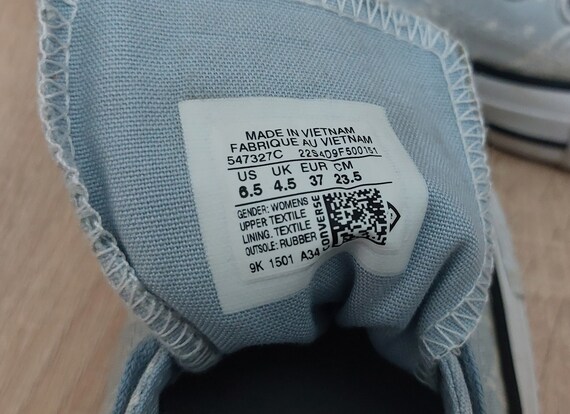 MADE IN VIETNAM
FABRIQUE AU VIETNAM
547327C 22S4D9F500151
US UK EUR CM
6.5 4.5 37 23.5
GENDER: WOMENS
UPPER TEXTILE
LINING. TEXTILE
OUTSOLE: RUBBER
CONVERSE
9K 1501 A34